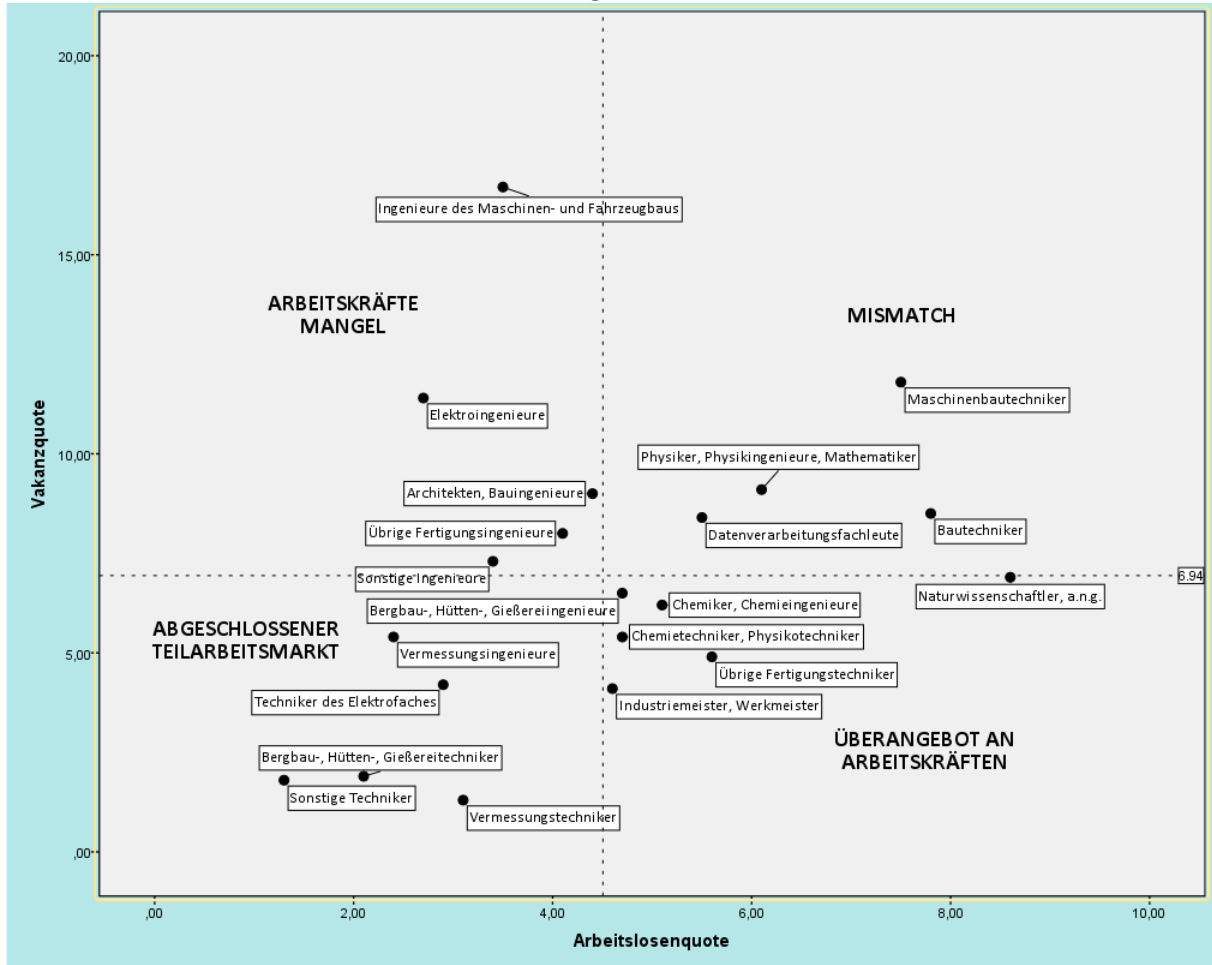 20,00
Ingenieure des Maschinen- und Fahrzeugbaus
15,00
ARBEITSKRÄFTE
MANGEL
MISMATCH
Maschinenbautechniker
Elektroingenieure
Vakanzquote
10,00
Physiker, Physikingenieure, Mathematiker
Architekten, Bauingenieure
Übrige Fertigungsingenieure
Datenverarbeitungsfachleute
Bautechniker
Sonstige Ingenieure
6.94
Naturwissenschaftler, a.n.g.
Bergbau-, Hütten-, Gießereiingenieure
Chemiker, Chemieingenieure
ABGESCHLOSSENER
TEILARBEITSMARKT
5,00
Vermessungsingenieure
Chemietechniker, Physikotechniker
Übrige Fertigungstechniker
Techniker des Elektrofaches
Industriemeister, Werkmeister
ÜBERANGEBOT AN
ARBEITSKRÄFTEN
Bergbau-, Hütten-, Gießereitechniker
Sonstige Techniker
Vermessungstechniker
,00
,00
2,00
4,00
6,00
8,00
10,00
Arbeitslosenquote